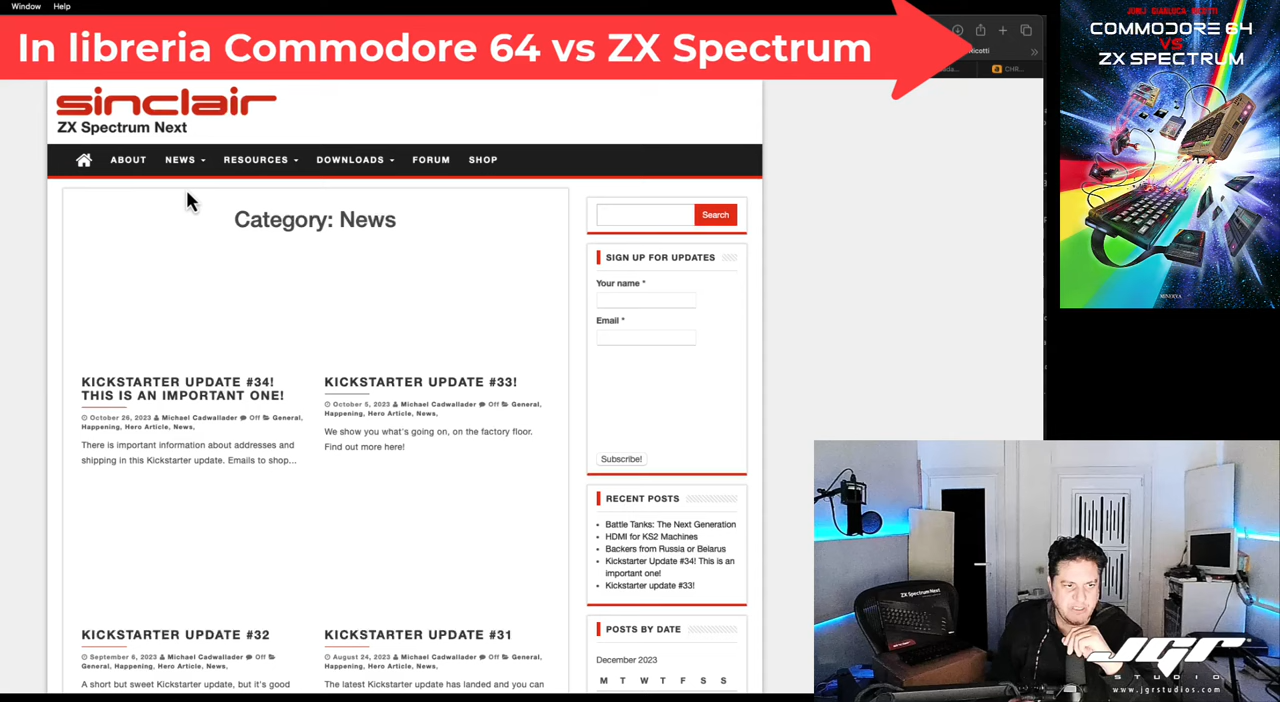 Window Help
In libreria Commodore 64 vs ZX Spectrum
COMMODORE 64
VS
ZX SPECTRUM
MINERVA
CHR...
sinclair
ZX Spectrum Next
ABOUT NEWS RESOURCES DOWNLOADS FORUM SHOP
Category: News
Search
SIGN UP FOR UPDATES
Your name *
Email *
Subscribe!
KICKSTARTER UPDATE #34!
THIS IS AN IMPORTANT ONE!
October 26, 2023 Michael Cadwallader Off General,
Happening, Hero Article, News,
There is important information about addresses and
shipping in this Kickstarter update. Emails to shop...
KICKSTARTER UPDATE #33!
October 5, 2023 Michael Cadwallader Off General,
Happening, Hero Article, News,
We show you what's going on, on the factory floor.
Find out more here!
KICKSTARTER UPDATE #32
September 6, 2023 Michael Cadwallader Off
General, Happening, Hero Article, News,
A short but sweet Kickstarter update, but it's good
KICKSTARTER UPDATE #31
August 24, 2023 Michael Cadwallader Off General,
Happening, Hero Article, News,
The latest Kickstarter update has landed and you can
RECENT POSTS
Battle Tanks: The Next Generation
HDMI for KS2 Machines
Backers from Russia or Belarus
Kickstarter Update #34! This is an
important one!
Kickstarter update #33!
POSTS BY DATE
December 2023
M T W T F S S
ZX Spectrum Next
JGR
STUDIO
www.jgrstudios.com